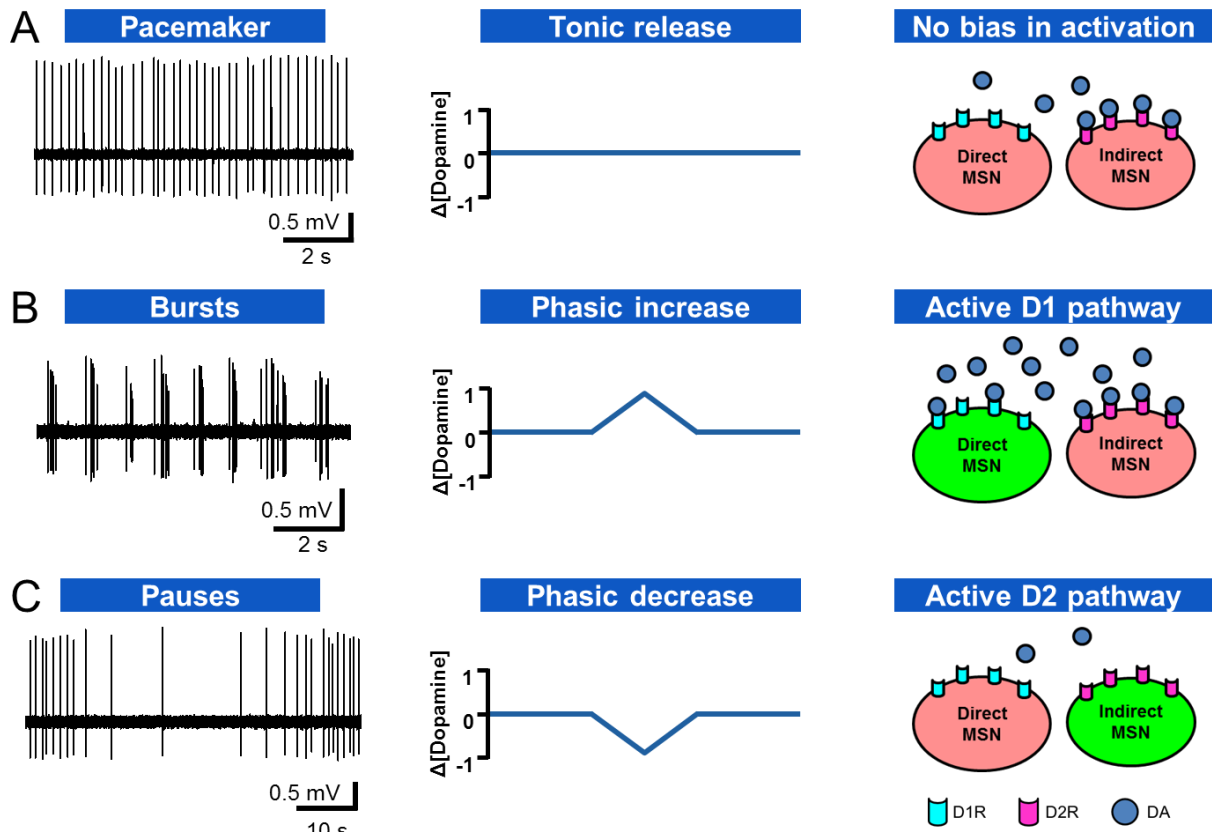 A
Pacemaker
Tonic release
No bias in activation
1
0
-1
Δ[Dopamine]
0.5 mV
2 s
Direct
MSN
Indirect
MSN
B
Bursts
Phasic increase
Active D1 pathway
1
0
-1
Δ[Dopamine]
0.5 mV
2 s
Direct
MSN
Indirect
MSN
C
Pauses
Phasic decrease
Active D2 pathway
1
0
-1
Δ[Dopamine]
0.5 mV
10 s
Direct
MSN
Indirect
MSN
D1R
D2R
DA